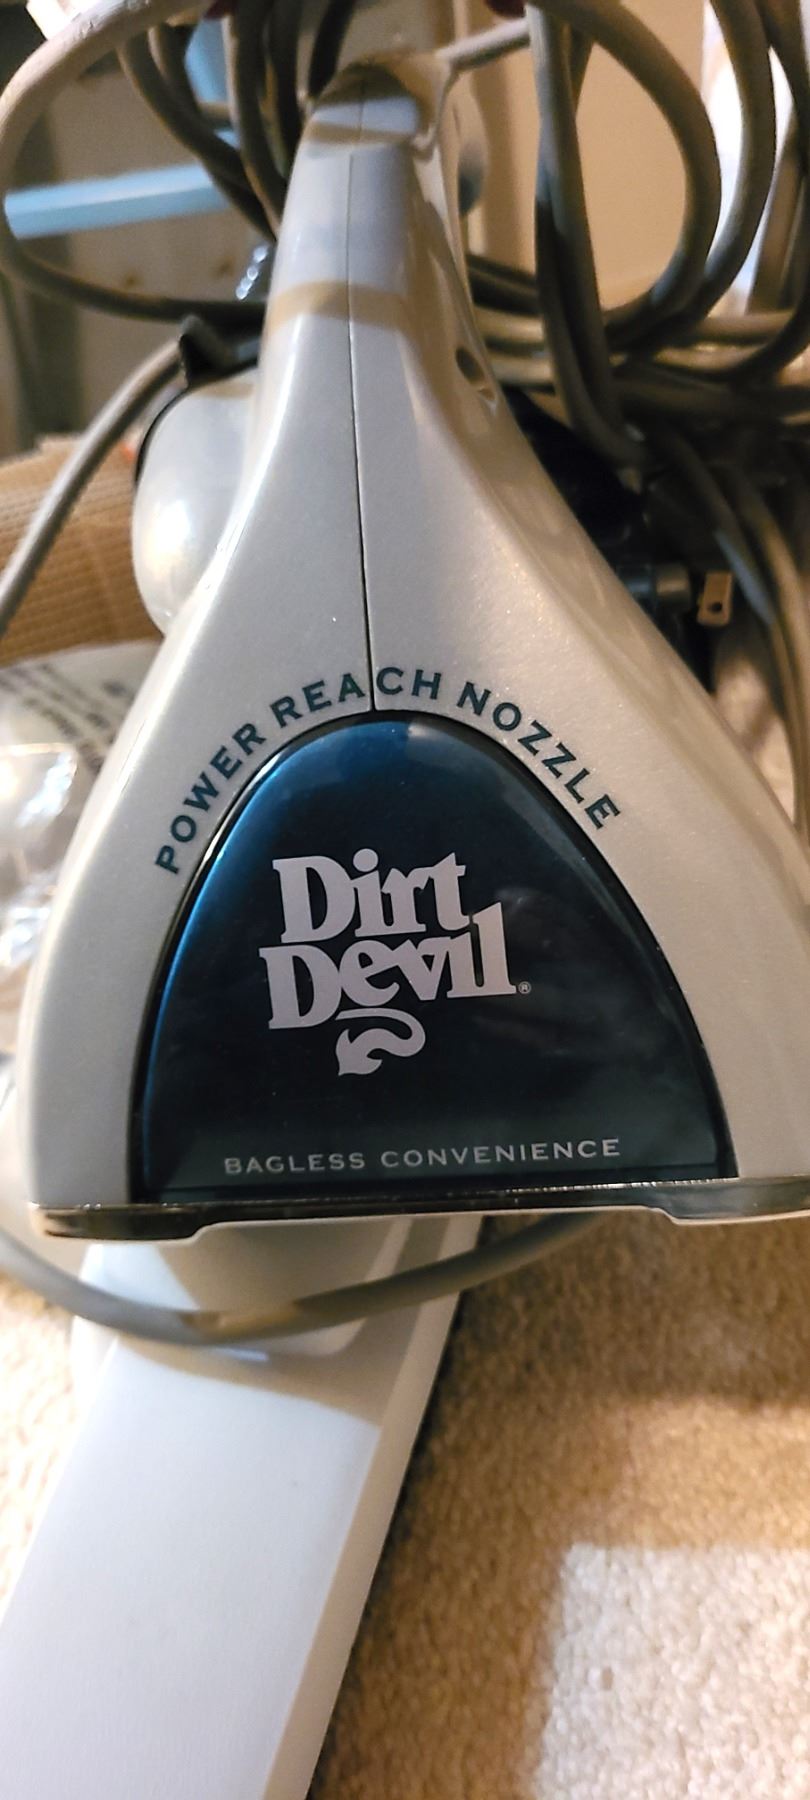 POWER REACH NOZZLE
Dirt
Devil®
BAGLESS CONVENIENCE